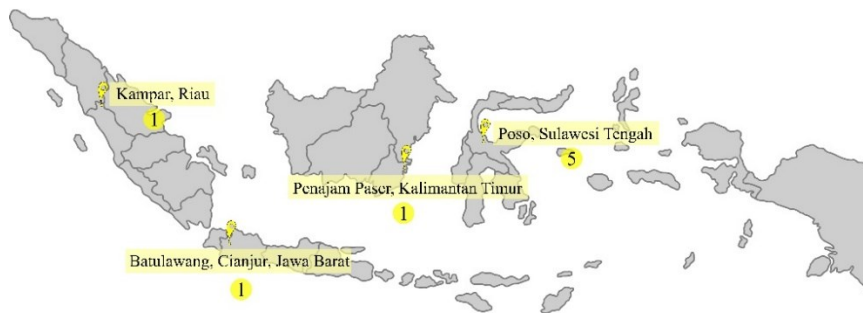 Kampar, Riau
1
Poso, Sulawesi Tengah
5
Penajam Paser, Kalimantan Timur
1
Batulawang, Cianjur, Jawa Barat
1